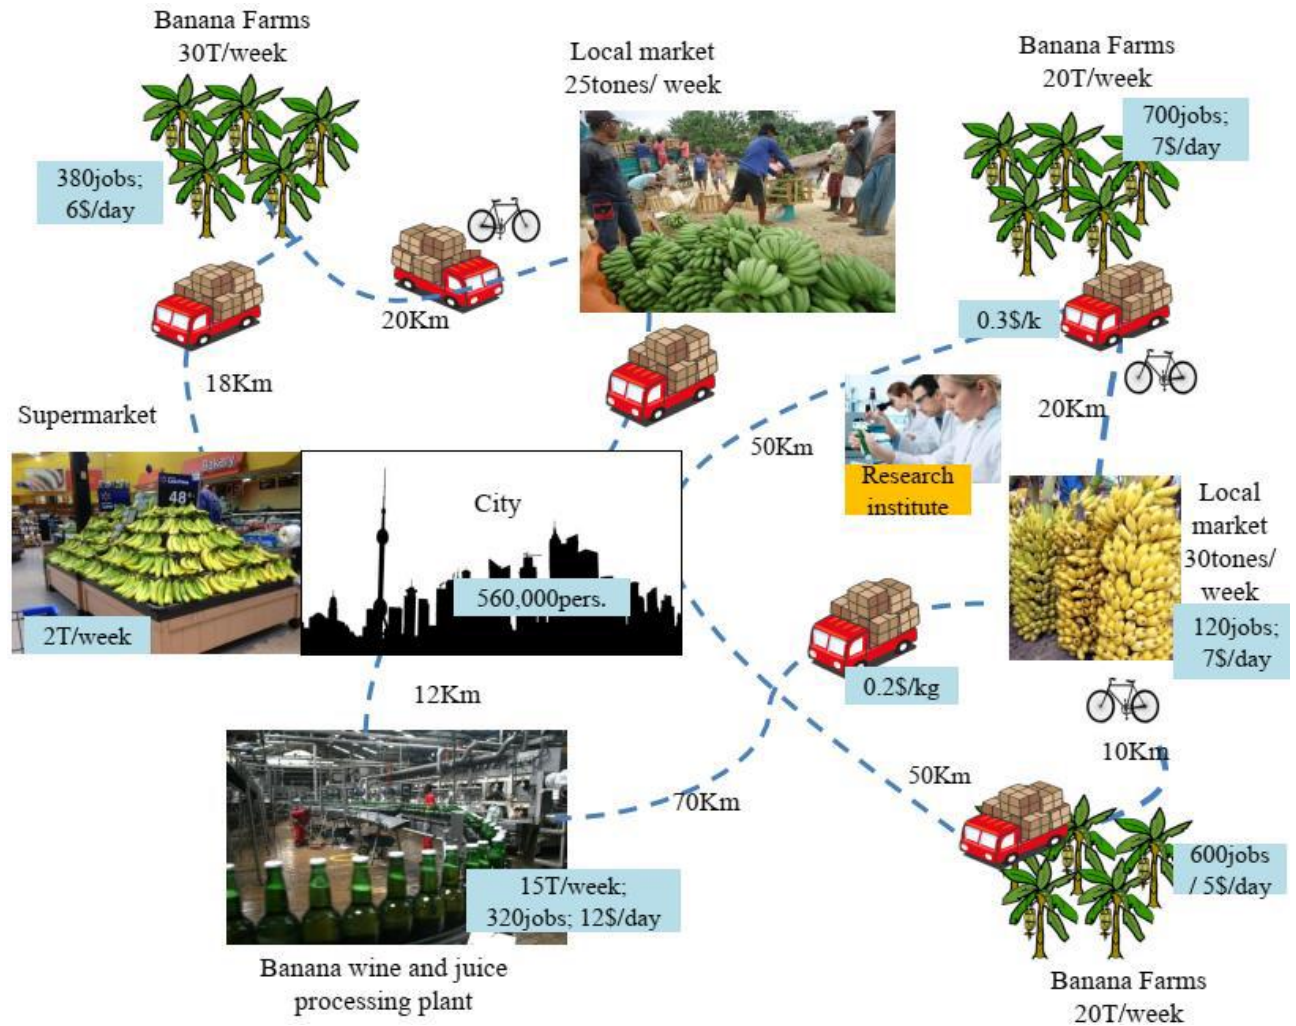 Banana Farms
30T/week
380jobs;
6$/day
Local market
25tones/ week
Banana Farms
20T/week
700jobs;
7$/day
20Km
0.3$/k
18Km
Supermarket
Bakery
48
2T/week
City
560,000pers.
50Km
Research
institute
20Km
Local
market
30tones/
week
120jobs;
7$/day
0.2$/kg
12Km
70Km
50Km
10Km
15T/week;
320jobs; 12$/day
Banana wine and juice
processing plant
600jobs
/ 5$/day
Banana Farms
20T/week